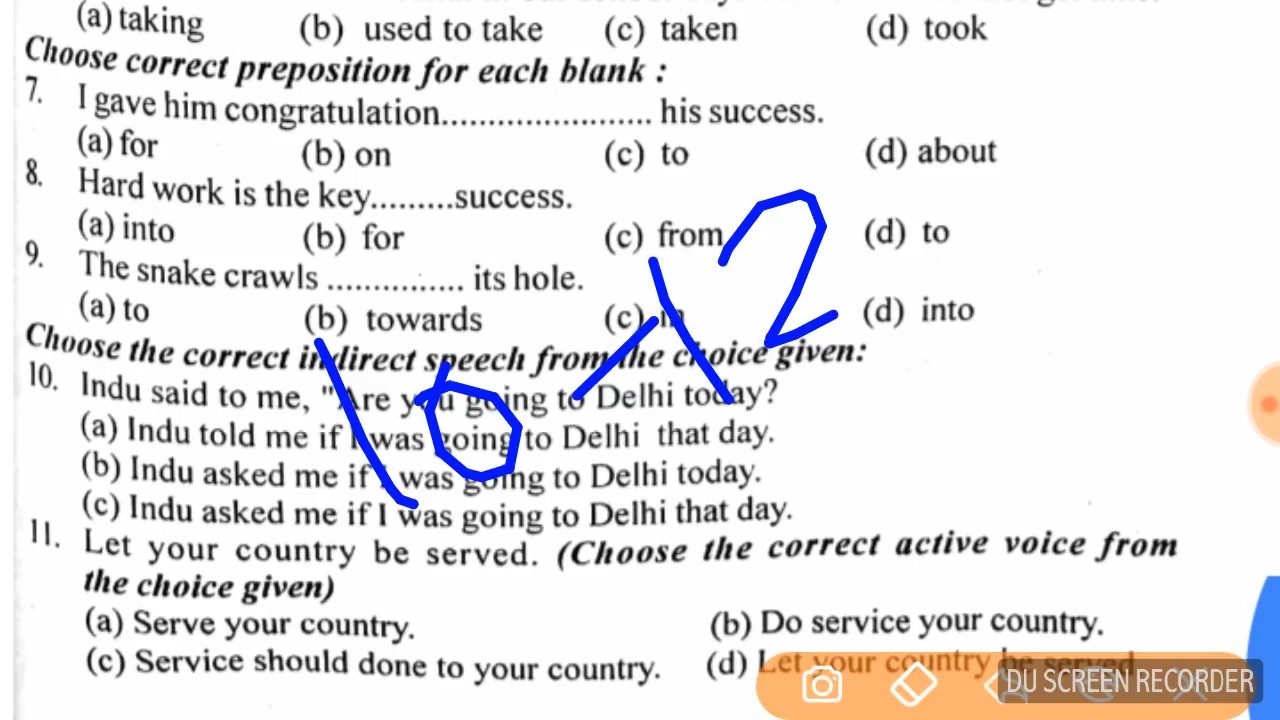 (a) taking (b) used to take (c) taken (d) took
Choose correct preposition for each blank :
7. I gave him congratulation...................... his success.
(a) for (b) on (c) to (d) about
8. Hard work is the key.........success.
(a) into (b) for (c) from (d) to
9. The snake crawls ............... its hole.
(a) to (b) towards (c) in (d) into
Choose the correct indirect speech from the choice given:
10. Indu said to me, "Are you going to Delhi today?
(a) Indu told me if I was going to Delhi that day.
(b) Indu asked me if I was going to Delhi today.
(c) Indu asked me if I was going to Delhi that day.
11. Let your country be served. (Choose the correct active voice from
the choice given)
(a) Serve your country. (b) Do service your country.
(c) Service should done to your country. (d) Let your country be served
10 - 12
DU SCREEN RECORDER